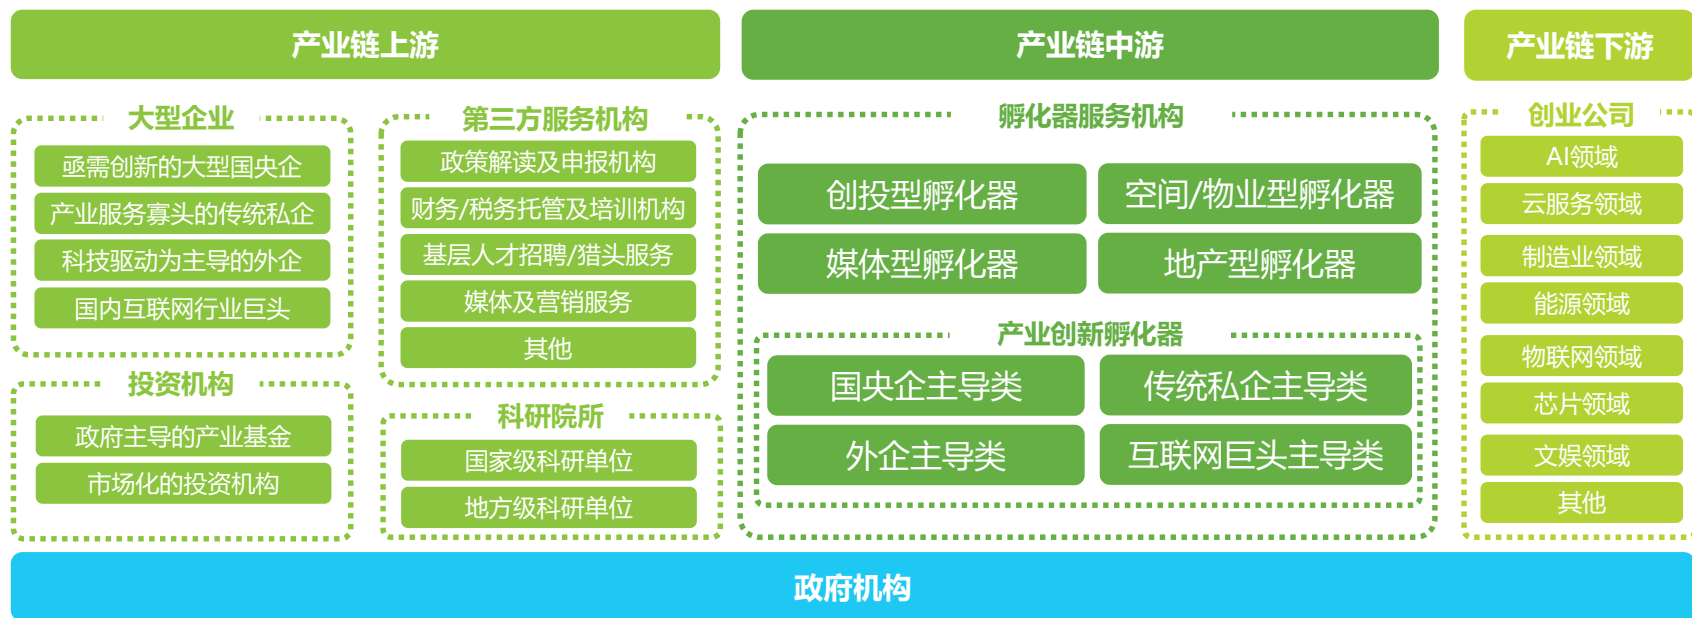 产业链上游
产业链中游
产业链下游
大型企业
亟需创新的大型国央企
产业服务寡头的传统私企
科技驱动为主导的外企
国内互联网行业巨头
投资机构
政府主导的产业基金
市场化的投资机构
第三方服务机构
政策解读及申报机构
财务/税务托管及培训机构
基层人才招聘/猎头服务
媒体及营销服务
其他
科研院所
国家级科研单位
地方级科研单位
孵化器服务机构
创投型孵化器
空间/物业型孵化器
媒体型孵化器
地产型孵化器
产业创新孵化器
国央企主导类
传统私企主导类
外企主导类
互联网巨头主导类
创业公司
AI领域
云服务领域
制造业领域
能源领域
物联网领域
芯片领域
文娱领域
其他
政府机构